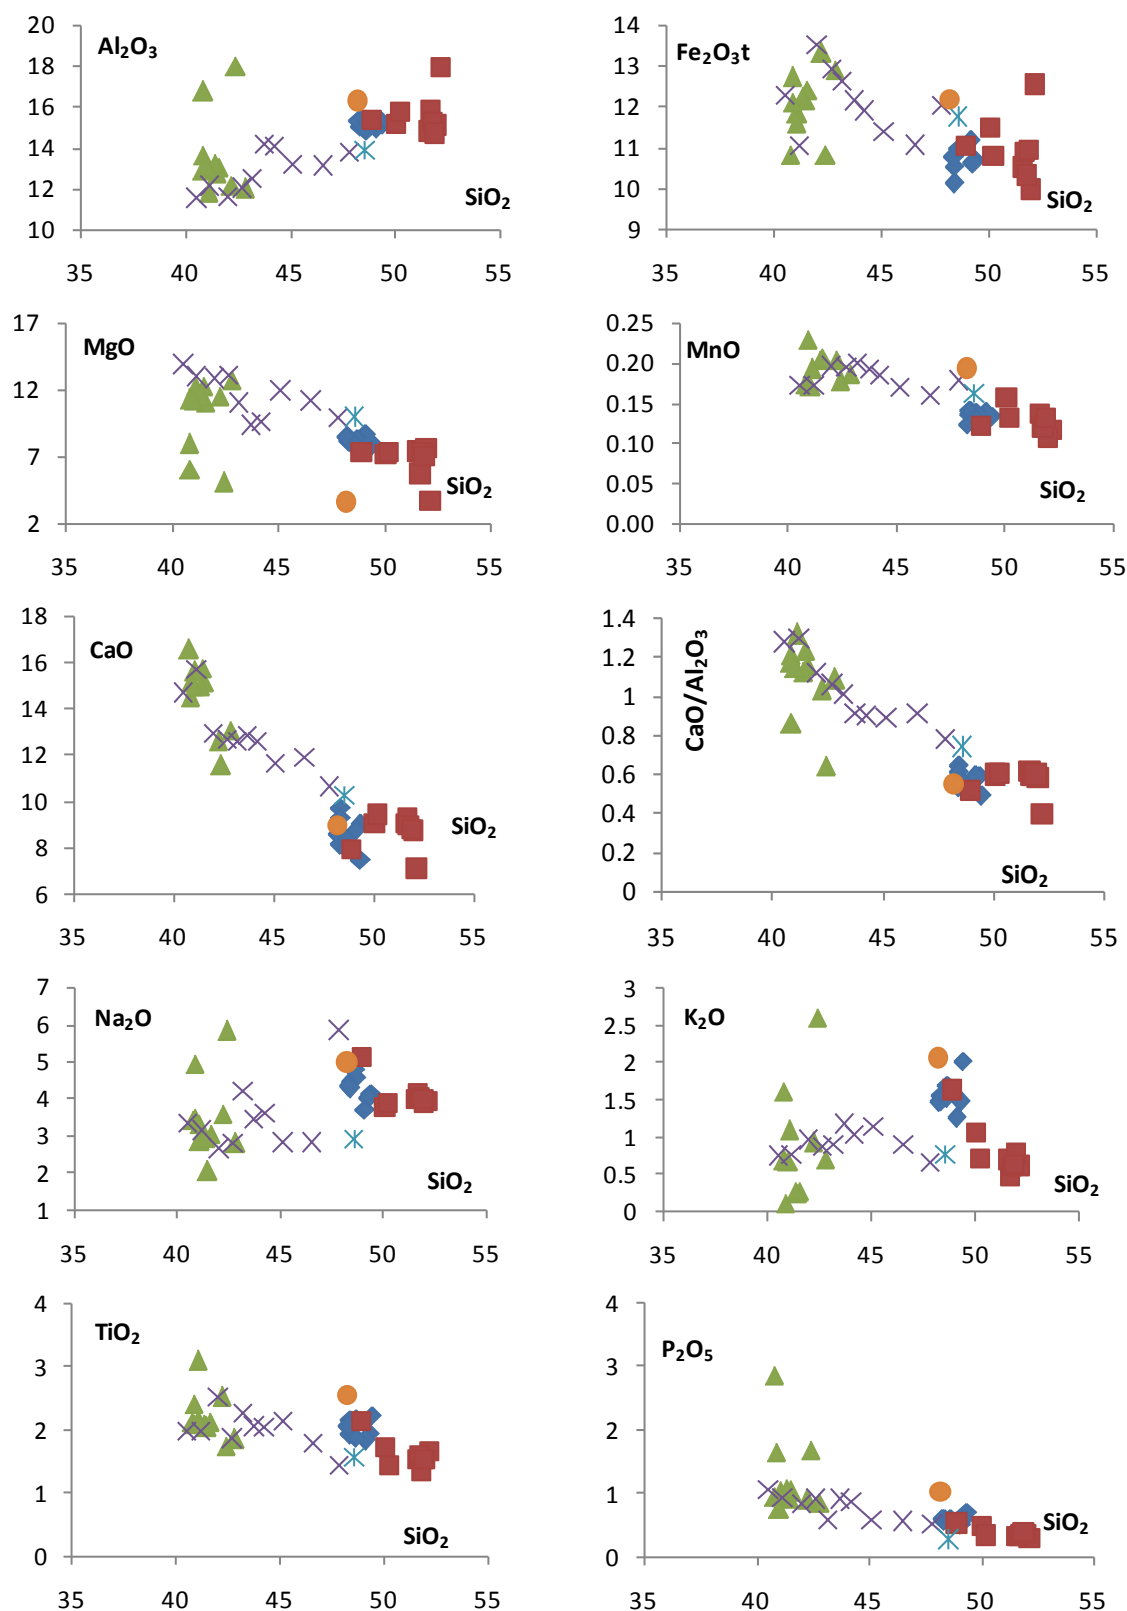 20
18
16
14
12
10
Al₂O₃
SiO₂
35 40 45 50 55
14
13
12
11
10
9
Fe₂O₃t
SiO₂
35 40 45 50 55
17
12
7
2
MgO
SiO₂
35 40 45 50 55
0.25
0.20
0.15
0.10
0.05
0.00
MnO
SiO₂
35 40 45 50 55
18
16
14
12
10
8
6
CaO
SiO₂
35 40 45 50 55
1.4
1.2
1
0.8
0.6
0.4
0.2
0
CaO/Al₂O₃
SiO₂
35 40 45 50 55
7
6
5
4
3
2
1
Na₂O
SiO₂
35 40 45 50 55
3
2.5
2
1.5
1
0.5
0
K₂O
SiO₂
35 40 45 50 55
4
3
2
1
0
TiO₂
SiO₂
35 40 45 50 55
4
3
2
1
0
P₂O₅
SiO₂
35 40 45 50 55